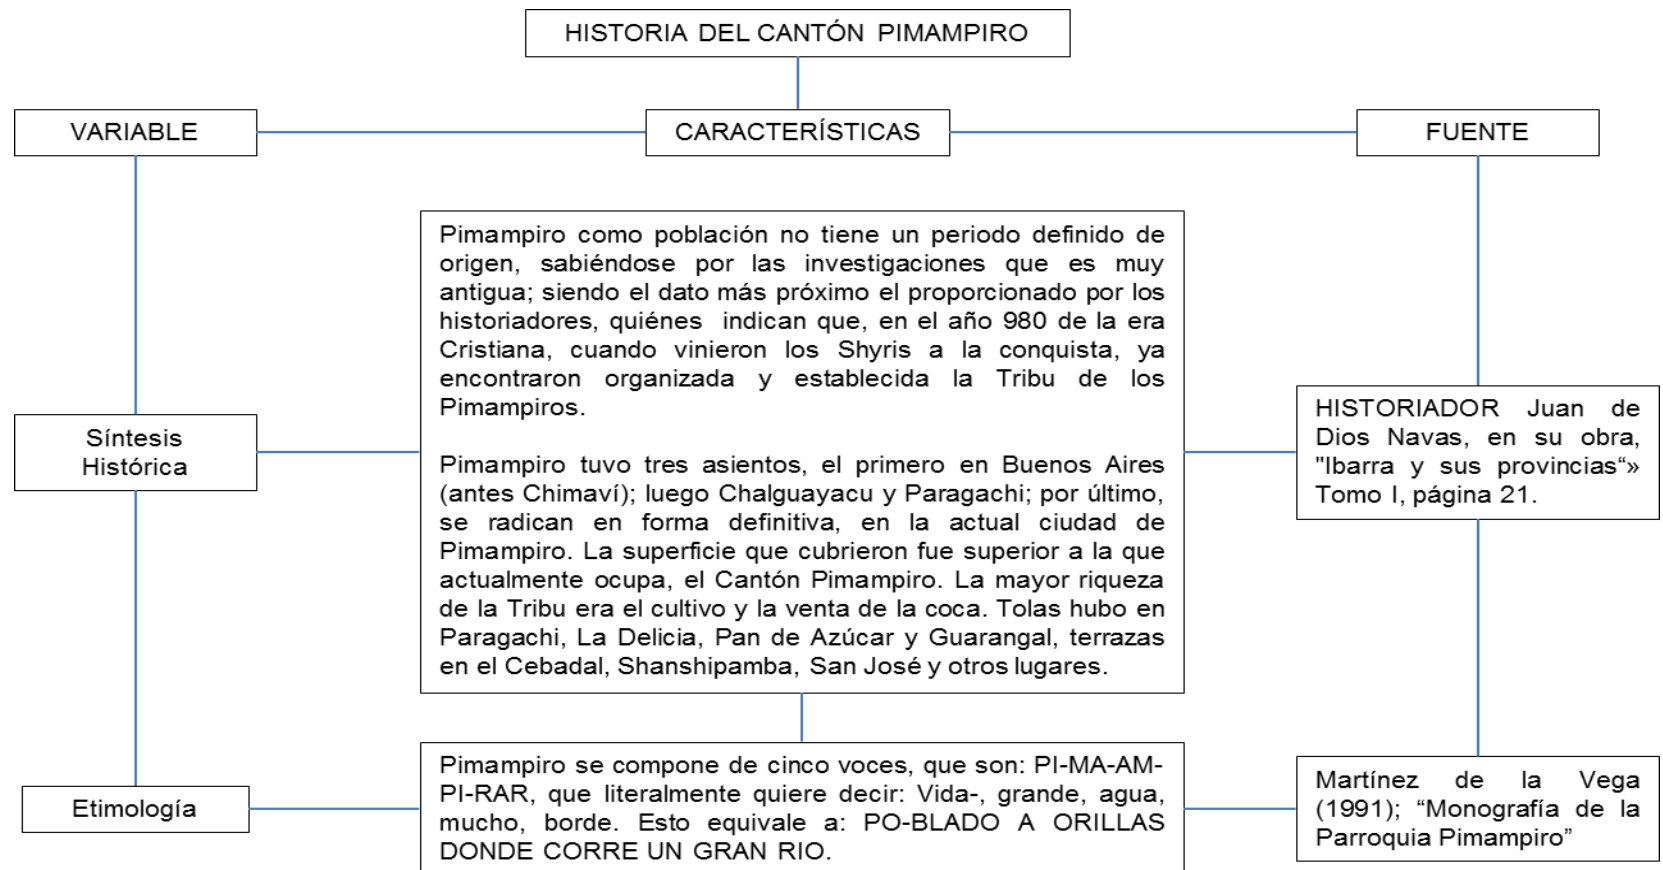 HISTORIA DEL CANTÓN PIMAMPIRO
VARIABLE
CARACTERÍSTICAS
FUENTE
Síntesis
Histórica
Pimampiro como población no tiene un periodo definido de
origen, sabiéndose por las investigaciones que es muy
antigua; siendo el dato más próximo el proporcionado por los
historiadores, quiénes indican que, en el año 980 de la era
Cristiana, cuando vinieron los Shyris a la conquista, ya
encontraron organizada y establecida la Tribu de los
Pimampiros.
Pimampiro tuvo tres asientos, el primero en Buenos Aires
(antes Chimaví); luego Chalguayacu y Paragachi; por último,
se radican en forma definitiva, en la actual ciudad de
Pimampiro. La superficie que cubrieron fue superior a la que
actualmente ocupa, el Cantón Pimampiro. La mayor riqueza
de la Tribu era el cultivo y la venta de la coca. Tolas hubo en
Paragachi, La Delicia, Pan de Azúcar y Guarangal, terrazas
en el Cebadal, Shanshipamba, San José y otros lugares.
HISTORIADOR Juan de
Dios Navas, en su obra,
"Ibarra y sus provincias“»
Tomo I, página 21.
Etimología
Pimampiro se compone de cinco voces, que son: PI-MA-AM-
PI-RAR, que literalmente quiere decir: Vida-, grande, agua,
mucho, borde. Esto equivale a: PO-BLADO A ORILLAS
DONDE CORRE UN GRAN RIO.
Martínez de la Vega
(1991); “Monografía de la
Parroquia Pimampiro“